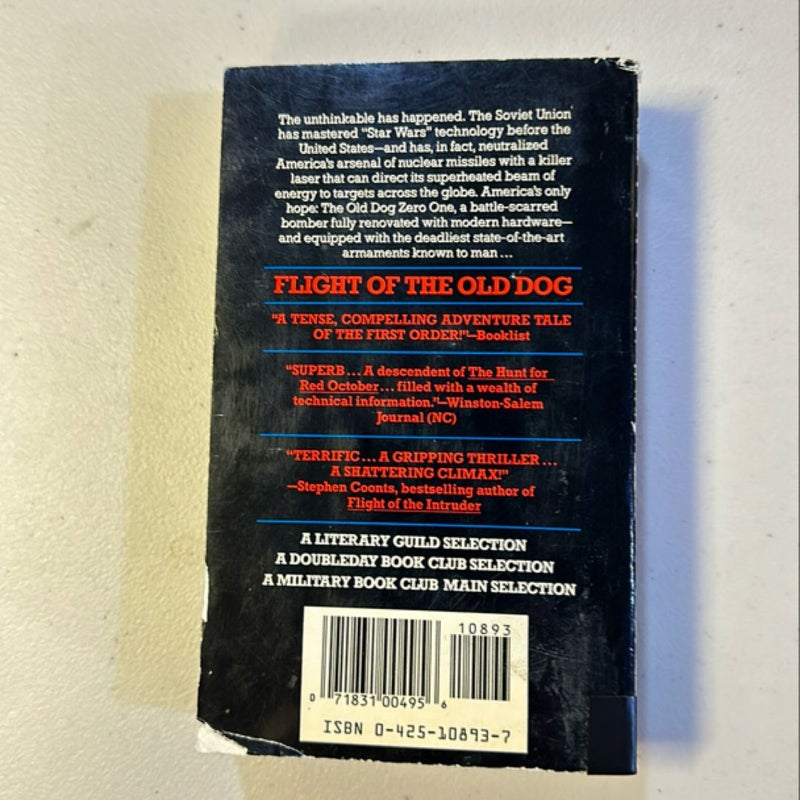 The unthinkable has happened. The Soviet Union
has mastered "Star Wars" technology before the
United States—and has, in fact, neutralized
America's arsenal of nuclear missiles with a killer
laser that can direct its superheated beam of
energy to targets across the globe. America's only
hope: The Old Dog Zero One, a battle-scarred
bomber fully renovated with modern hardware—
and equipped with the deadliest state-of-the-art
armaments known to man...
FLIGHT OF THE OLD DOG
"A TENSE, COMPELLING ADVENTURE TALE
OF THE FIRST ORDER!"—Booklist
"SUPERB...A descendent of The Hunt for
Red October...filled with a wealth of
technical information."—Winston-Salem
Journal (NC)
"TERRIFIC...A GRIPPING THRILLER...
A SHATTERING CLIMAX!"
—Stephen Coonts, bestselling author of
Flight of the Intruder
A LITERARY GUILD SELECTION
A DOUBLEDAY BOOK CLUB SELECTION
A MILITARY BOOK CLUB MAIN SELECTION
10893
0 71831 00495 6
ISBN 0-425-10893-7